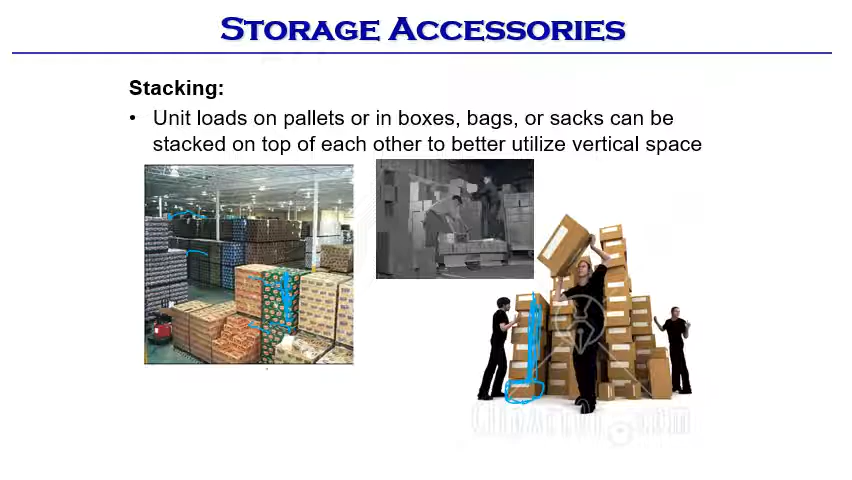 Storage Accessories
Stacking:
• Unit loads on pallets or in boxes, bags, or sacks can be
stacked on top of each other to better utilize vertical space